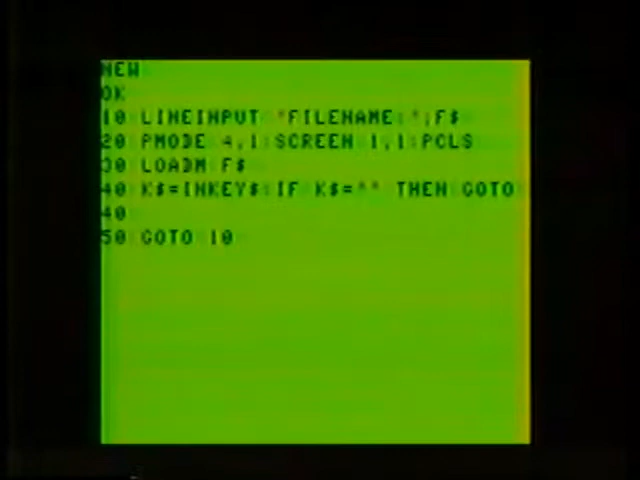 NEW
OK
10 LINEINPUT "FILENAME:";F$
20 PMODE 4,1:SCREEN 1,1:PCLS
30 LOADM F$
40 K$=INKEY$:IF K$="" THEN GOTO
40
50 GOTO 10